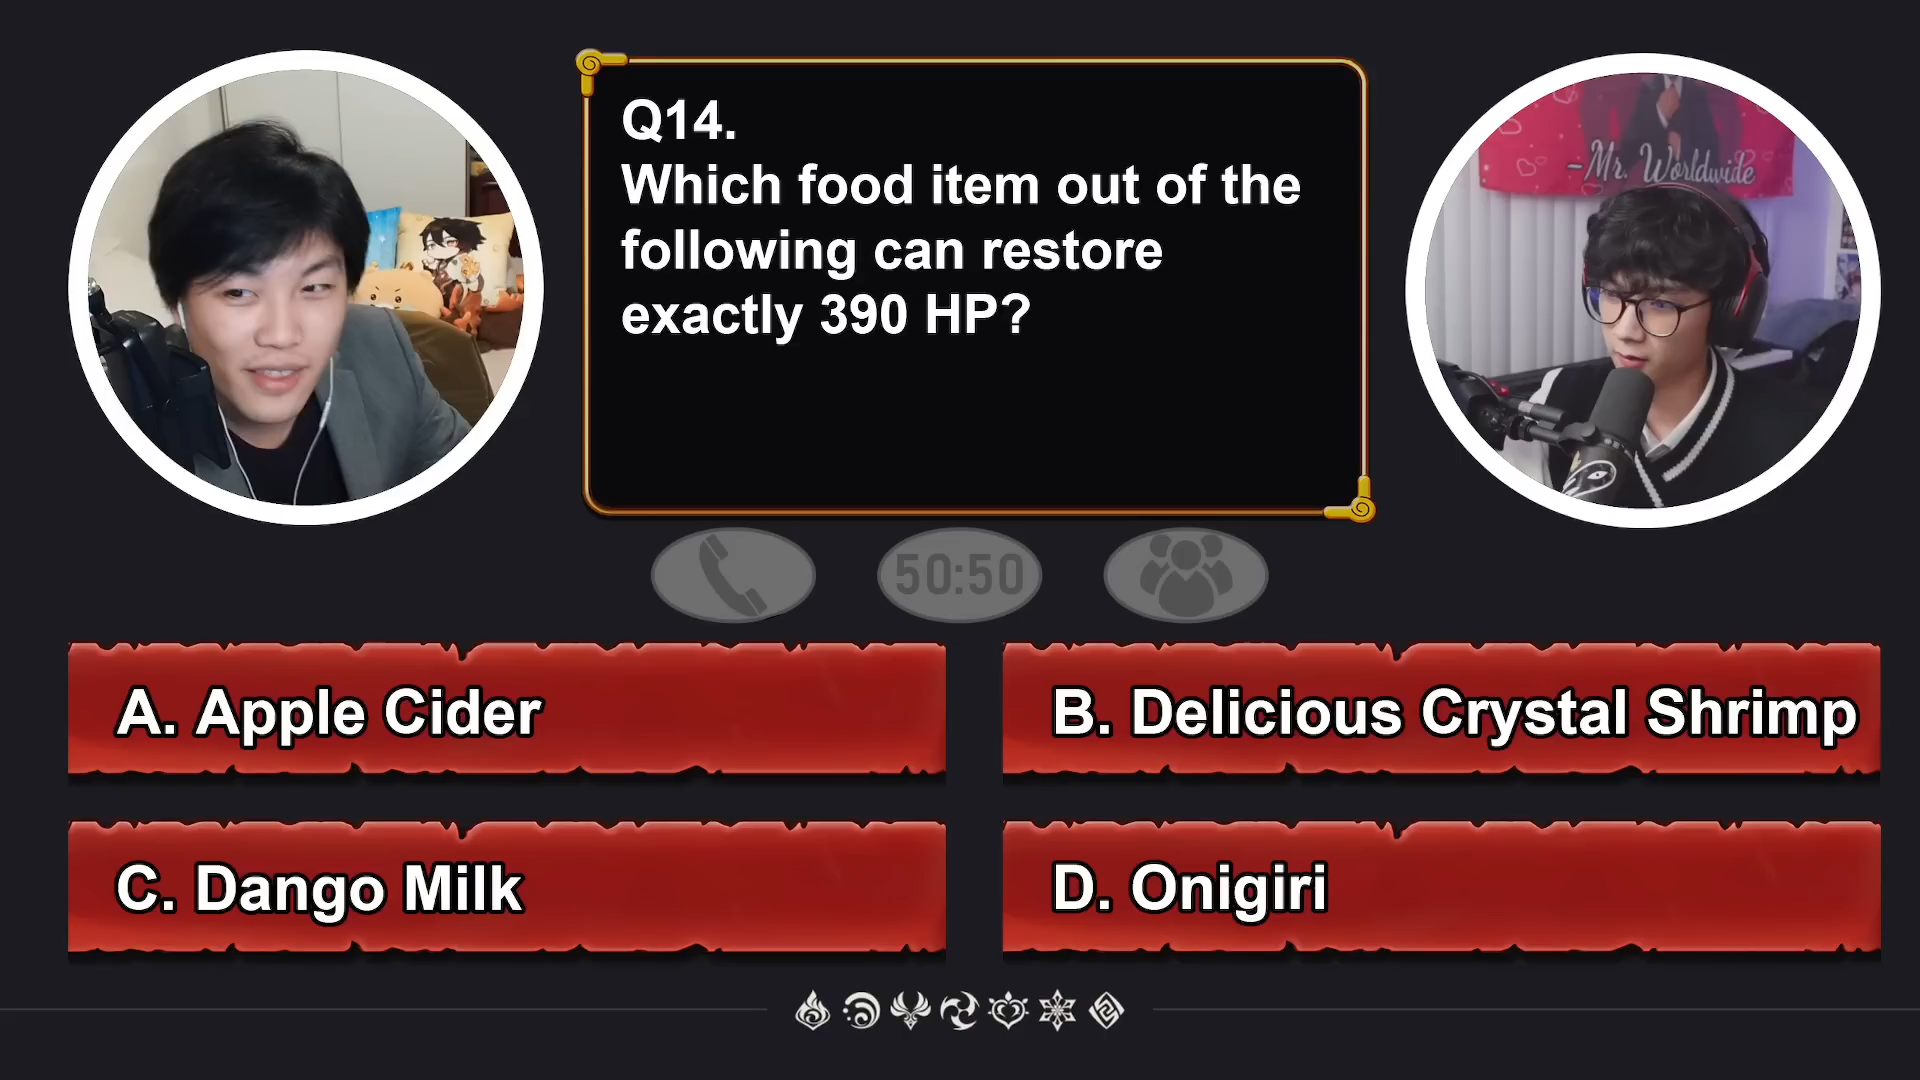 -Mr. Worldwide
Q14.
Which food item out of the
following can restore
exactly 390 HP?
50:50
A. Apple Cider
B. Delicious Crystal Shrimp
C. Dango Milk
D. Onigiri